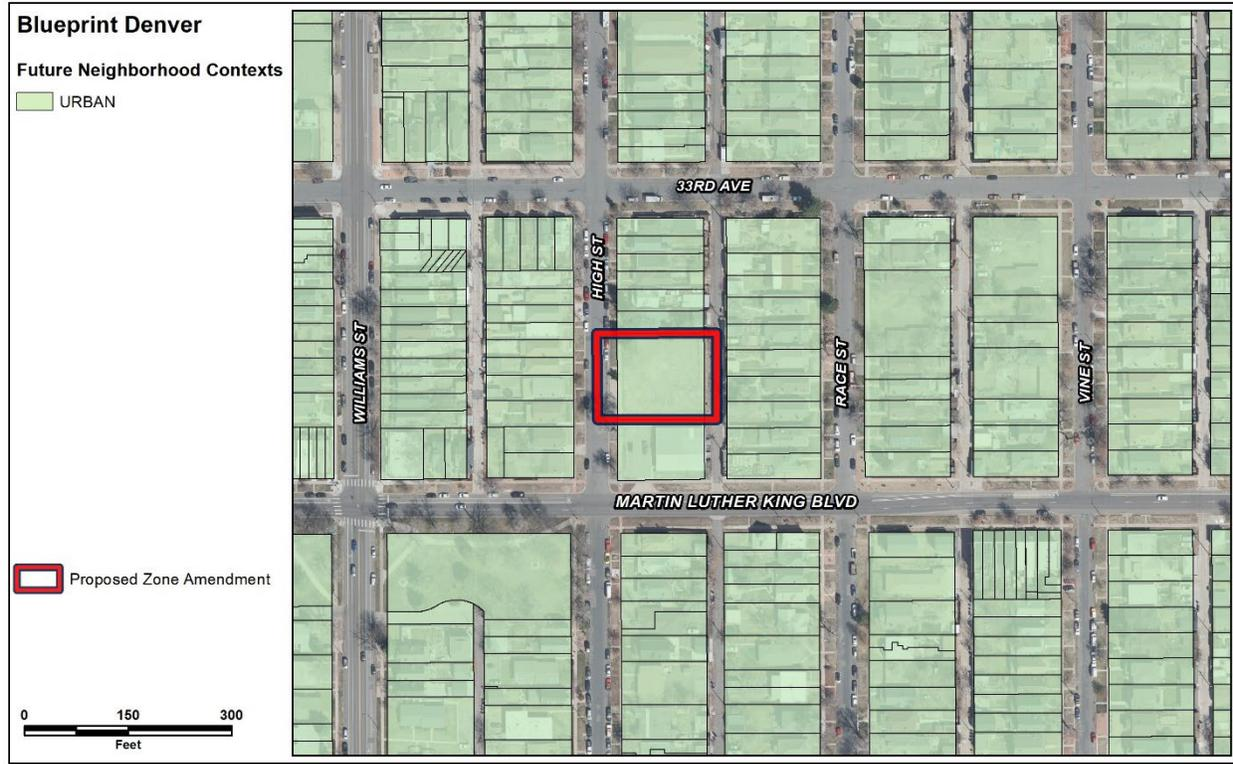 Blueprint Denver
Future Neighborhood Contexts
URBAN
33RD AVE
HIGH ST
WILLIAMS ST
RACE ST
VINE ST
MARTIN LUTHER KING BLVD
Proposed Zone Amendment
0 150 300
Feet